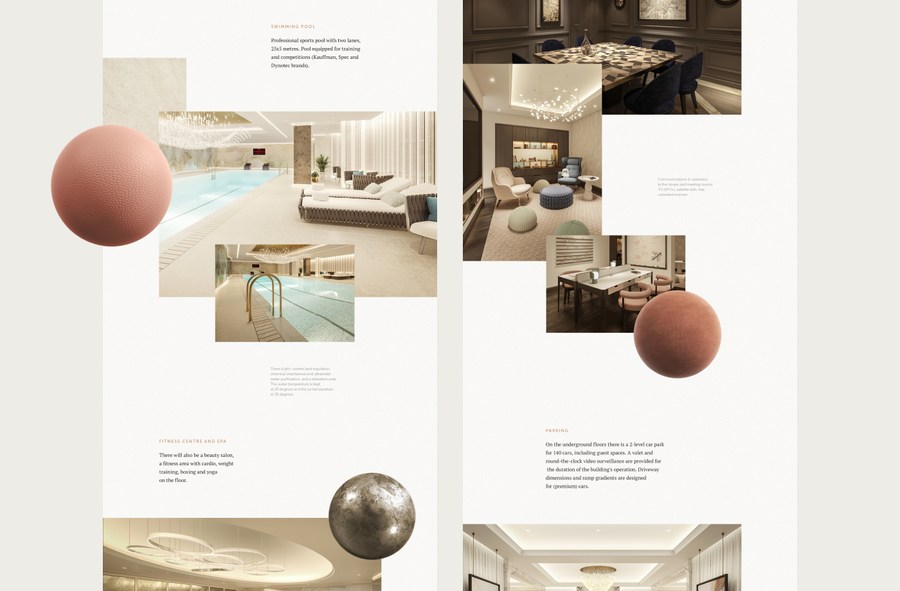 SWIMMING POOL
Professional sports pool with two lanes,
25x5 metres. Pool equipped for training
and competitions (Kauffman, Spec and
Dynotec brands).
FITNESS CENTRE AND SPA
There will also be a beauty salon,
a fitness area with cardio, weight
training, boxing and yoga
on the floor.
PARKING
On the underground floors there is a 2-level car park
for 140 cars, including guest spaces. A valet and
round-the-clock video surveillance are provided for
the duration of the building's operation. Driveway
dimensions and ramp gradients are designed
for (premium) cars.